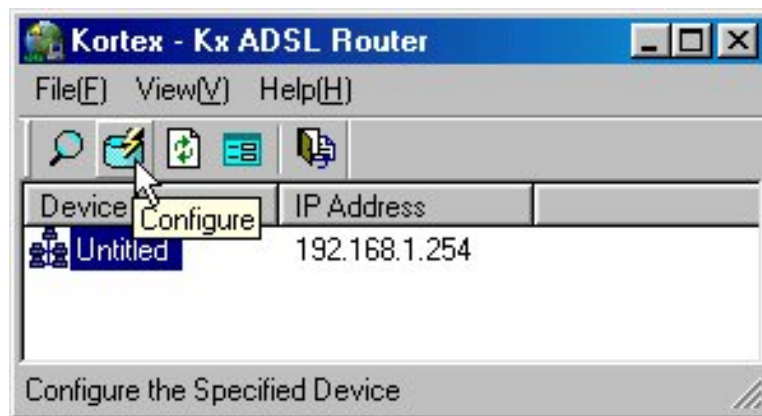 Kortex - Kx ADSL Router
File(F) View(V) Help(H)
Device IP Address
Configure
Untitled 192.168.1.254
Configure the Specified Device